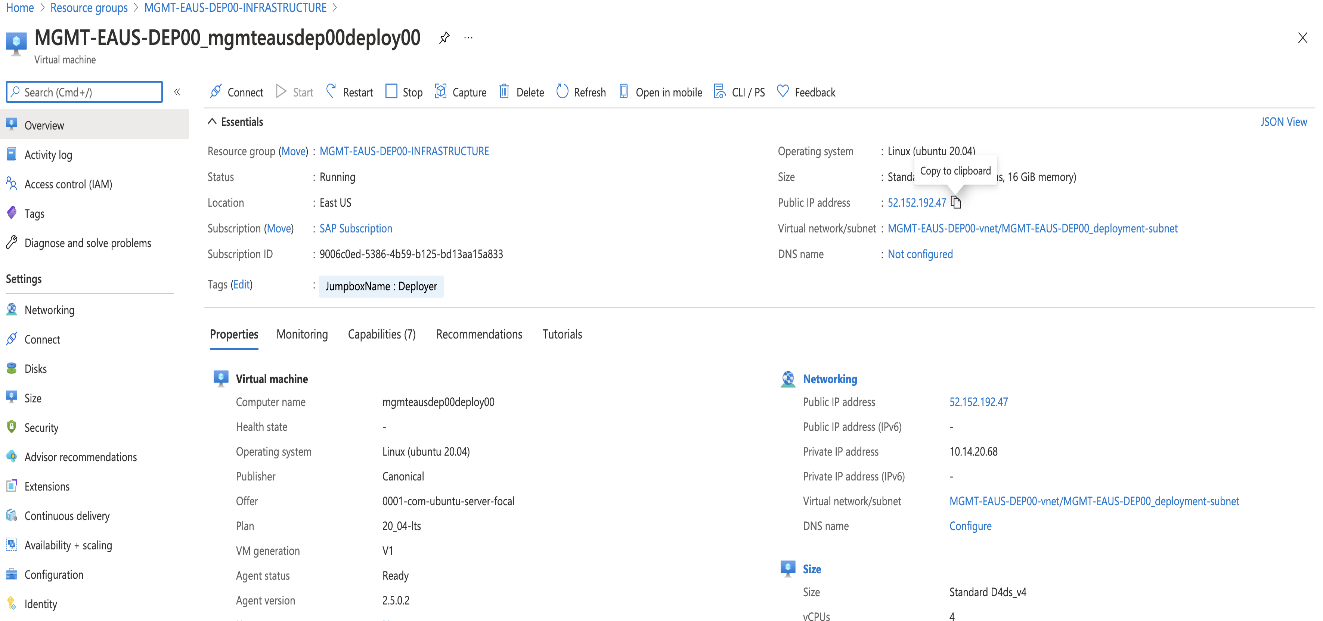 Home > Resource groups > MGMT-EAUS-DEP00-INFRASTRUCTURE >
MGMT-EAUS-DEP00_mgmteausdep00deploy00 ...
Virtual machine
Search (Cmd+/) «
Overview
Activity log
Access control (IAM)
Tags
Diagnose and solve problems
Settings
Networking
Connect
Disks
Size
Security
Advisor recommendations
Extensions
Continuous delivery
Availability + scaling
Configuration
Identity
Connect Start Restart Stop Capture Delete Refresh Open in mobile CLI / PS Feedback
Essentials JSON View
Resource group (Move) : MGMT-EAUS-DEP00-INFRASTRUCTURE
Status : Running
Location : East US
Subscription (Move) : SAP Subscription
Subscription ID : 9006c0ed-5386-4b59-b125-bd13aa15a833
Tags (Edit) : JumpboxName : Deployer
Operating system : Linux (ubuntu 20.04)
Size : , 16 GiB memory)
Copy to clipboard
Public IP address : 52.152.192.47
Virtual network/subnet : MGMT-EAUS-DEP00-vnet/MGMT-EAUS-DEP00_deployment-subnet
DNS name : Not configured
Properties Monitoring Capabilities (7) Recommendations Tutorials
Virtual machine
Computer name mgmteausdep00deploy00
Health state -
Operating system Linux (ubuntu 20.04)
Publisher Canonical
Offer 0001-com-ubuntu-server-focal
Plan 20_04-lts
VM generation V1
Agent status Ready
Agent version 2.5.0.2
Networking
Public IP address 52.152.192.47
Public IP address (IPv6) -
Private IP address 10.14.20.68
Private IP address (IPv6) -
Virtual network/subnet MGMT-EAUS-DEP00-vnet/MGMT-EAUS-DEP00_deployment-subnet
DNS name Configure
Size
Size Standard D4ds_v4
vCPUs 4